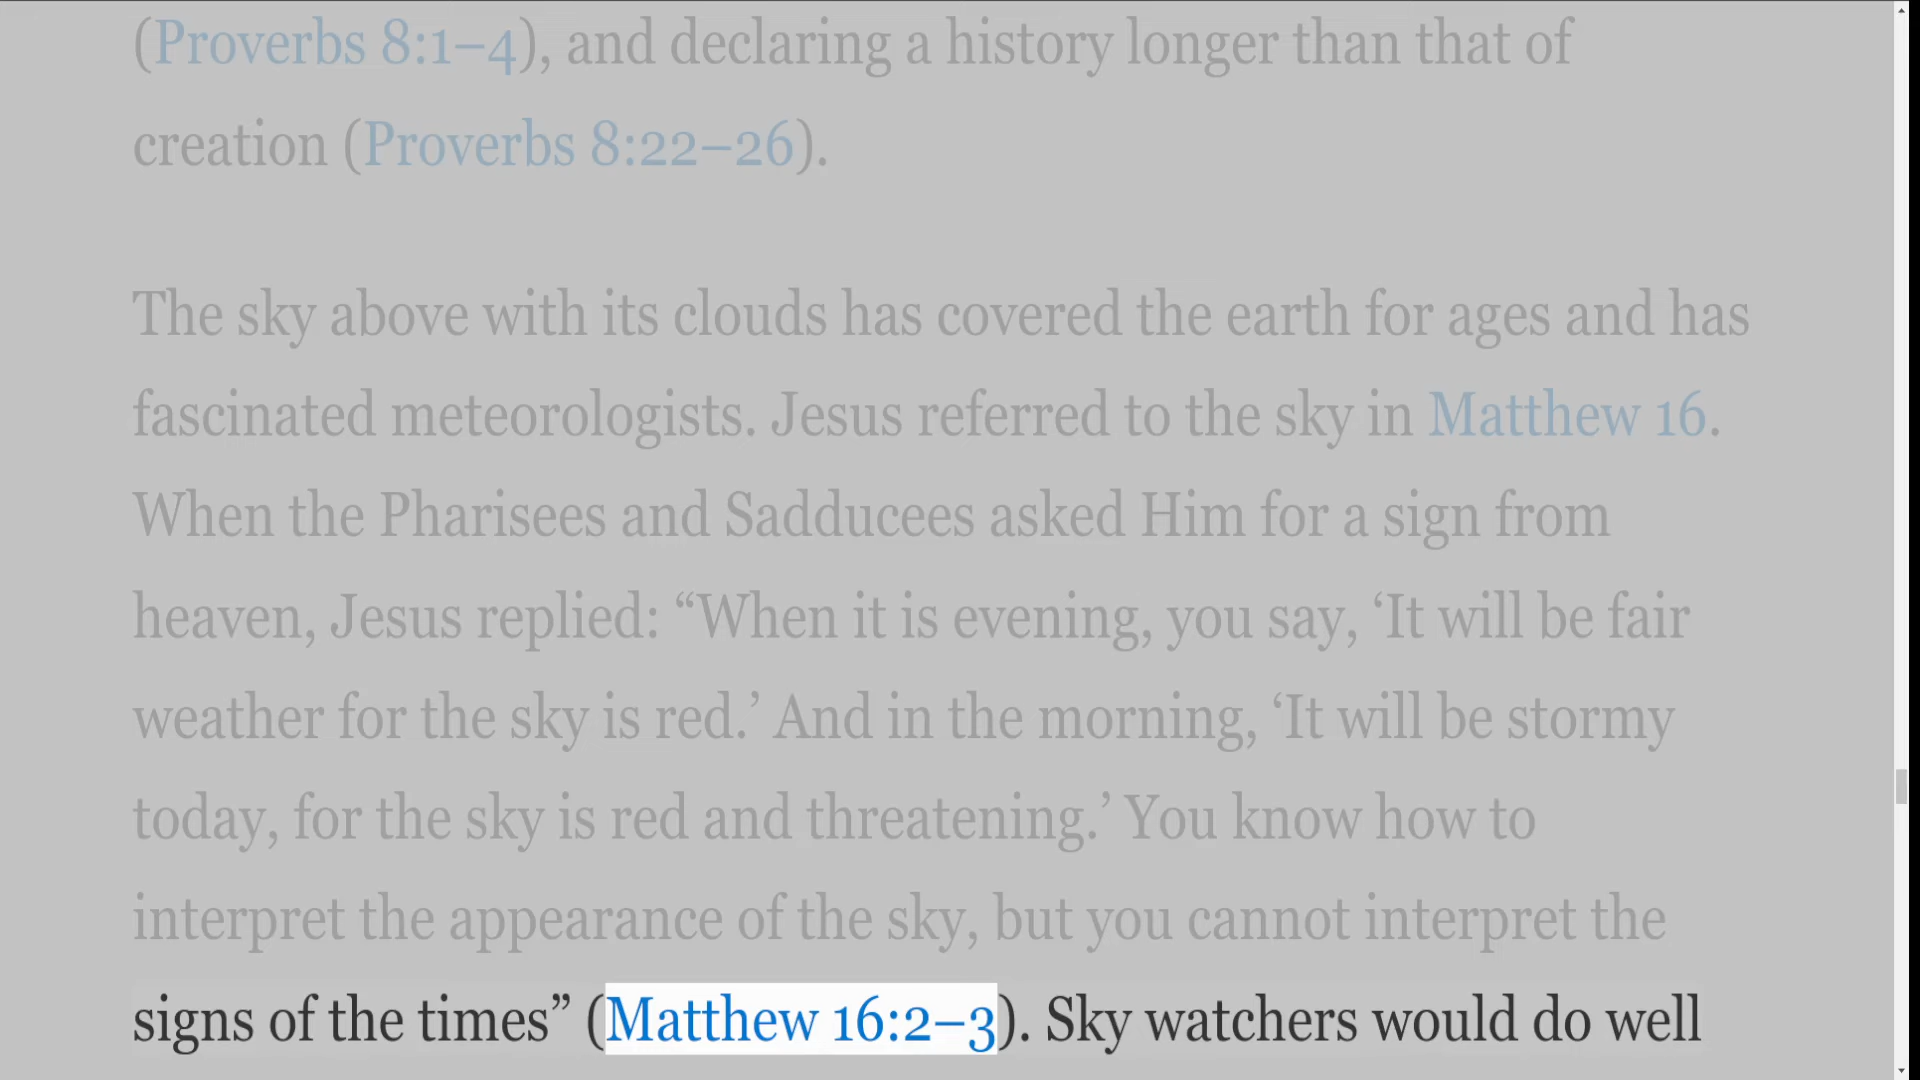 (Proverbs 8:1–4), and declaring a history longer than that of
creation (Proverbs 8:22–26).
The sky above with its clouds has covered the earth for ages and has
fascinated meteorologists. Jesus referred to the sky in Matthew 16.
When the Pharisees and Sadducees asked Him for a sign from
heaven, Jesus replied: “When it is evening, you say, ‘It will be fair
weather for the sky is red.’ And in the morning, ‘It will be stormy
today, for the sky is red and threatening.’ You know how to
interpret the appearance of the sky, but you cannot interpret the
signs of the times” (Matthew 16:2–3). Sky watchers would do well